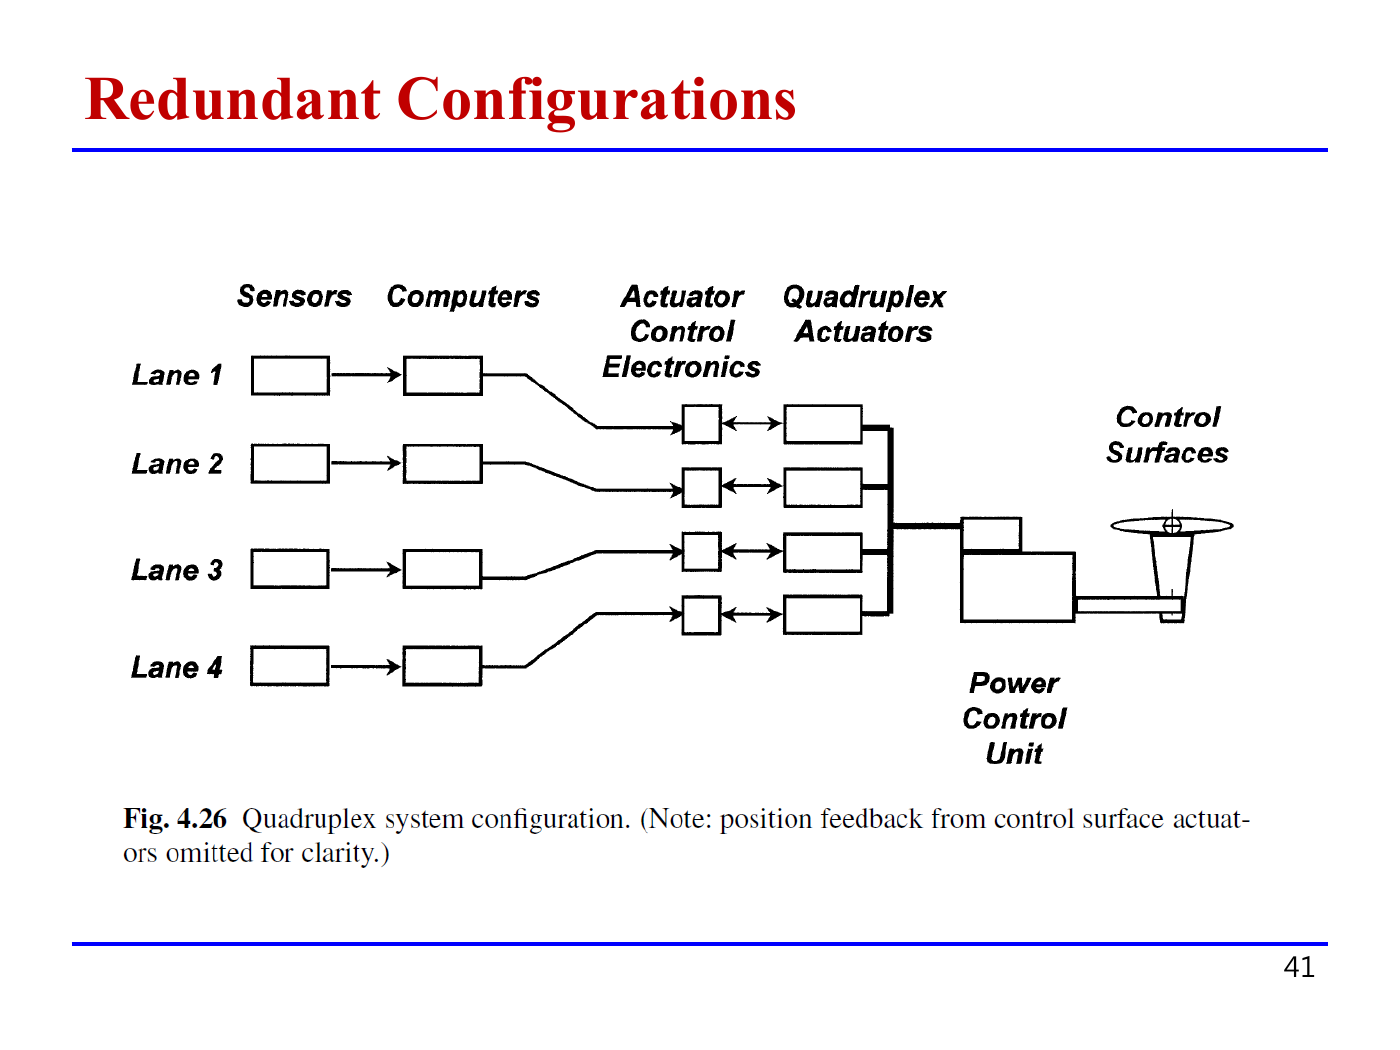 Redundant Configurations
Sensors
Computers
Actuator
Control
Electronics
Quadruplex
Actuators
Lane 1
Lane 2
Lane 3
Lane 4
Control
Surfaces
Power
Control
Unit
Fig. 4.26 Quadruplex system configuration. (Note: position feedback from control surface actuat-
ors omitted for clarity.)
41